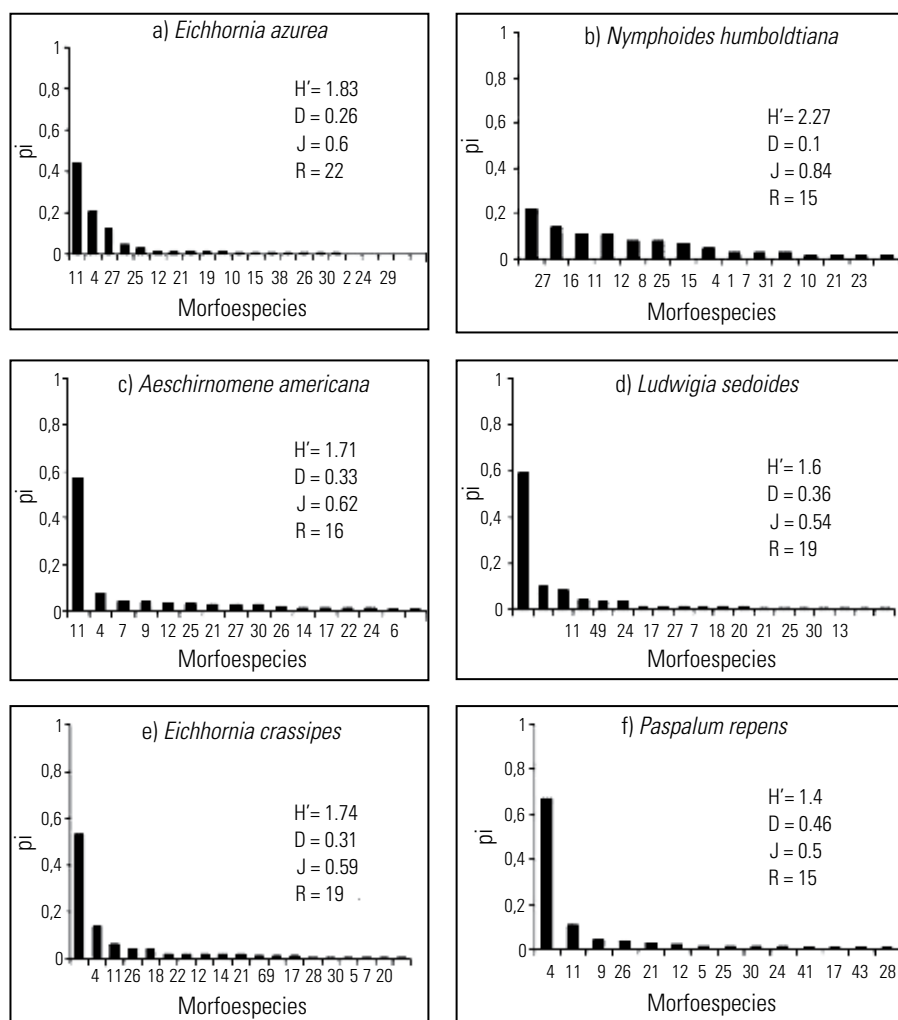 a) Eichhornia azurea
H'= 1.83
D = 0.26
J = 0.6
R = 22
1
0,8
0,6
0,4
0,2
0
pi
11 4 27 25 12 21 19 10 15 38 26 30 2 24 29
Morfoespecies
b) Nymphoides humboldtiana
H'= 2.27
D = 0.1
J = 0.84
R = 15
1
0,8
0,6
0,4
0,2
0
pi
27 16 11 12 8 25 15 4 1 7 31 2 10 21 23
Morfoespecies
c) Aeschirnomene americana
H'= 1.71
D = 0.33
J = 0.62
R = 16
1
0,8
0,6
0,4
0,2
0
pi
11 4 7 9 12 25 21 27 30 26 14 17 22 24 6
Morfoespecies
d) Ludwigia sedoides
H'= 1.6
D = 0.36
J = 0.54
R = 19
1
0,8
0,6
0,4
0,2
0
pi
11 49 24 17 27 7 18 20 21 25 30 13
Morfoespecies
e) Eichhornia crassipes
H'= 1.74
D = 0.31
J = 0.59
R = 19
1
0,8
0,6
0,4
0,2
0
pi
4 11 26 18 22 12 14 21 69 17 28 30 5 7 20
Morfoespecies
f) Paspalum repens
H'= 1.4
D = 0.46
J = 0.5
R = 15
1
0,8
0,6
0,4
0,2
0
pi
4 11 9 26 21 12 5 25 30 24 41 17 43 28
Morfoespecies